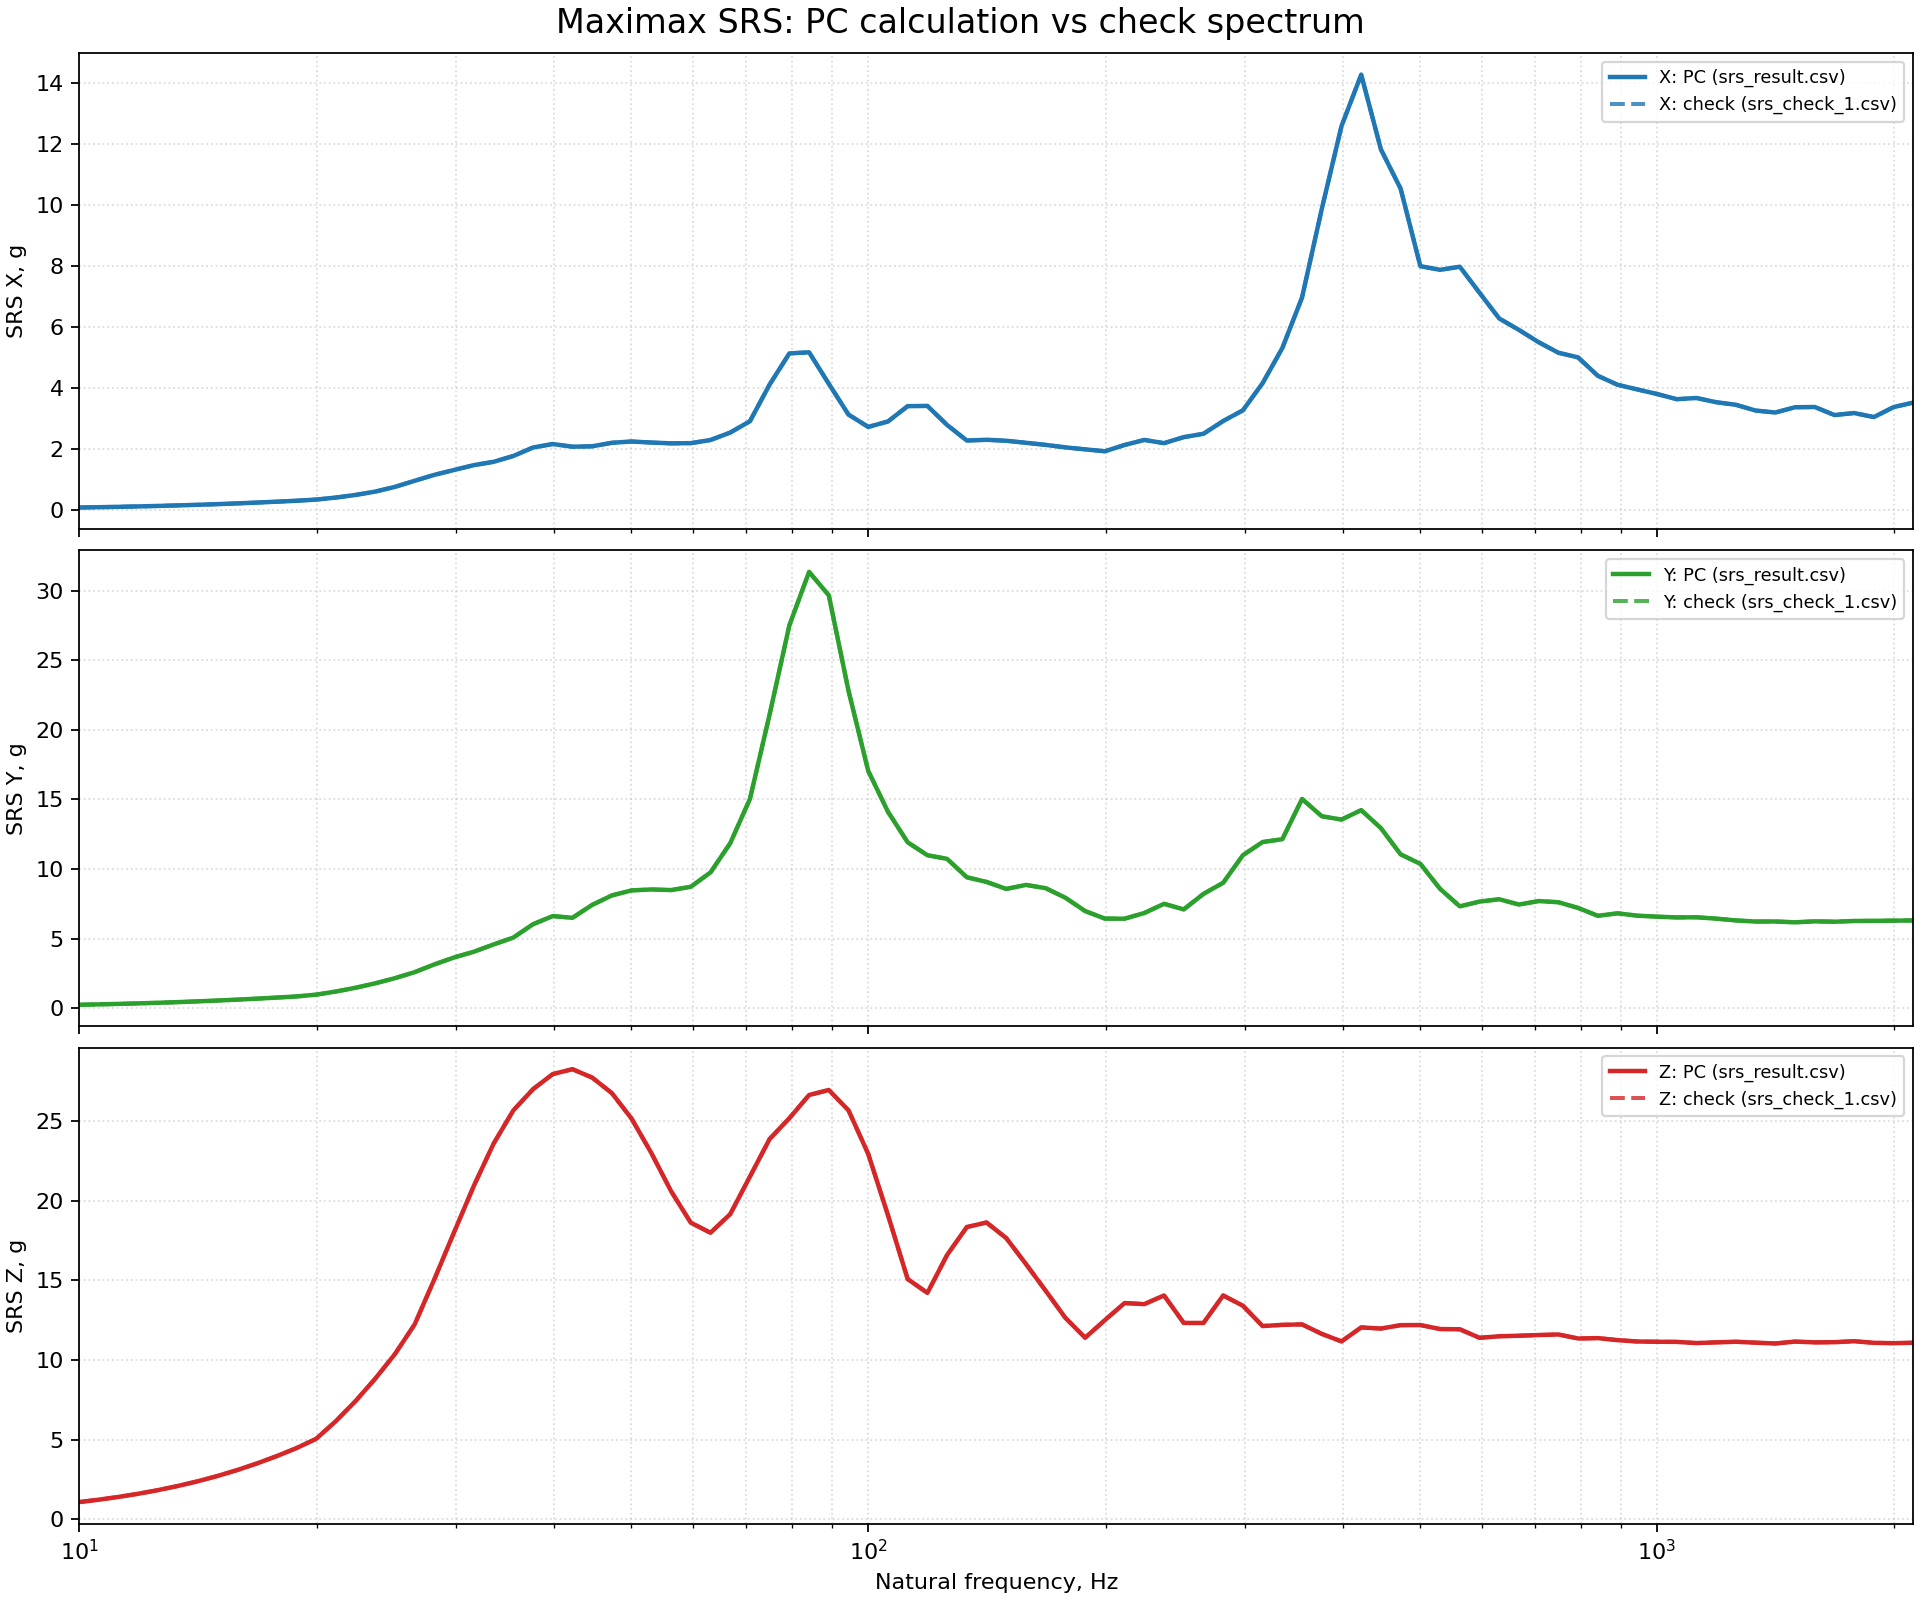 Maximax SRS: PC calculation vs check spectrum
14
12
10
8
6
4
2
0
SRS X, g
X: PC (srs_result.csv)
X: check (srs_check_1.csv)
30
25
20
15
10
5
0
SRS Y, g
Y: PC (srs_result.csv)
Y: check (srs_check_1.csv)
25
20
15
10
5
0
SRS Z, g
Z: PC (srs_result.csv)
Z: check (srs_check_1.csv)
10¹ 10² 10³
Natural frequency, Hz